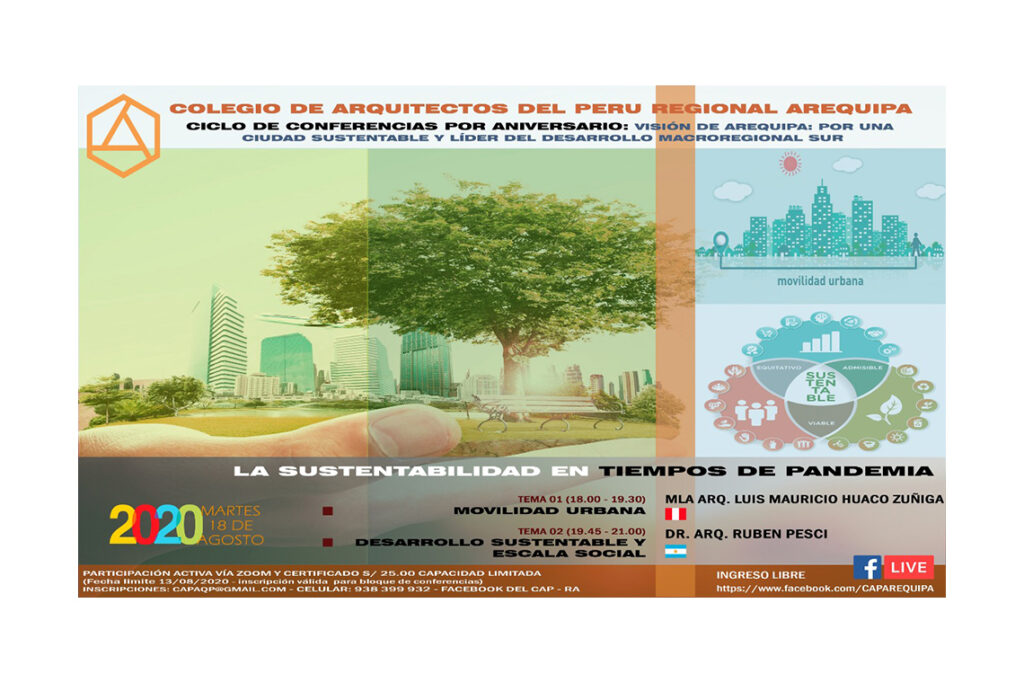 COLEGIO DE ARQUITECTOS DEL PERU REGIONAL AREQUIPA
CICLO DE CONFERENCIAS POR ANIVERSARIO: VISIÓN DE AREQUIPA: POR UNA
CIUDAD SUSTENTABLE Y LÍDER DEL DESARROLLO MACROREGIONAL SUR
movilidad urbana
EQUITATIVO
ADMISIBLE
SUS
TEN
TA
BLE
VIABLE
LA SUSTENTABILIDAD EN TIEMPOS DE PANDEMIA
2020
MARTES
18 DE
AGOSTO
TEMA 01 (18.00 - 19.30)
MOVILIDAD URBANA
MLA ARQ. LUIS MAURICIO HUACO ZUÑIGA
TEMA 02 (19.45 - 21.00)
DESARROLLO SUSTENTABLE Y
ESCALA SOCIAL
DR. ARQ. RUBEN PESCI
PARTICIPACIÓN ACTIVA VÍA ZOOM Y CERTIFICADO S/ 25.00 CAPACIDAD LIMITADA
(Fecha limite 13/08/2020 - inscripción válida para bloque de conferencias)
INSCRIPCIONES: CAPAQP@GMAIL.COM - CELULAR: 938 399 932 - FACEBOOK DEL CAP - RA
INGRESO LIBRE
f LIVE
https://www.facebook.com/CAPAREQUIPA